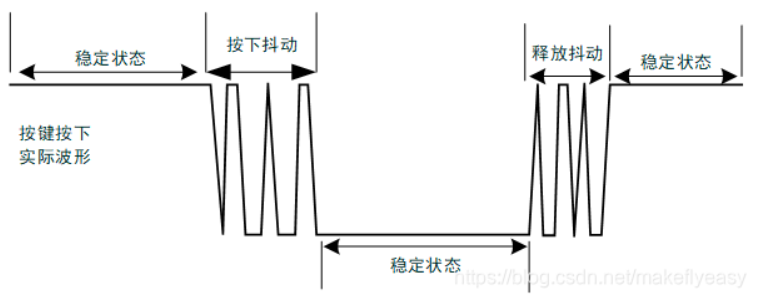 稳定状态
按下抖动
释放抖动
稳定状态
按键按下
实际波形
稳定状态
https://blog.csdn.net/makeflyeasy